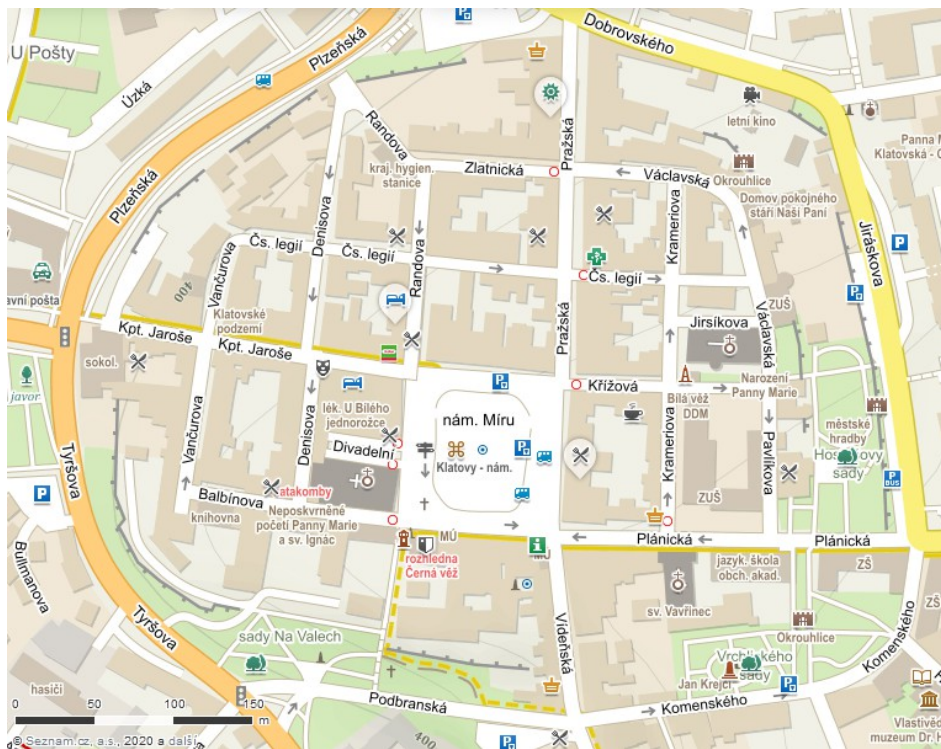 U Pošty
Úzká
Plzeňská
Plzeňská
Dobrovského
Randova
kraj. hygien.
stanice
Zlatnická
Pražská
letní kino
Okrouhlice
Panna
Klatovská -
Václavská
Domov pokojného
stáří Naší Paní
Denisova
Vančurova
Čs. legií
Čs. legií
Randova
Krameriova
Čs. legií
Jiráskova
400
Klatovské
podzemí
Kpt. Jaroše
Kpt. Jaroše
Pražská
ZUŠ
Václavská
Jirsíkova
sokol.
javor
lék. U Bílého
jednorožce
Křížová
Bílá věž
DDM
Narození
Panny Marie
městské
hradby
sady
nám. Míru
Klatovy - nám.
Divadelní
Vančurova
Denisova
Krameriova
Pavlíkova
Tyršova
Balbínova
knihovna
atakomby
Neposkvrněné
početí Panny Marie
a sv. Ignác
ZUŠ
BUS
MÚ
MÚ
rozhledna
Černá věž
Plánická
Plánická
jazyk. škola
obch. akad.
ZŠ
ZŠ
sv. Vavřinec
Bullmanova
Tyršova
sady Na Valech
Vídeňská
Okrouhlice
Vrchlického
sady
Jan Krejčí
Komenského
Komenského
Podbranská
hasiči
Vlastivěd
muzeum Dr.
400
0 50 100 150
m
© Seznam.cz, a.s., 2020 a další